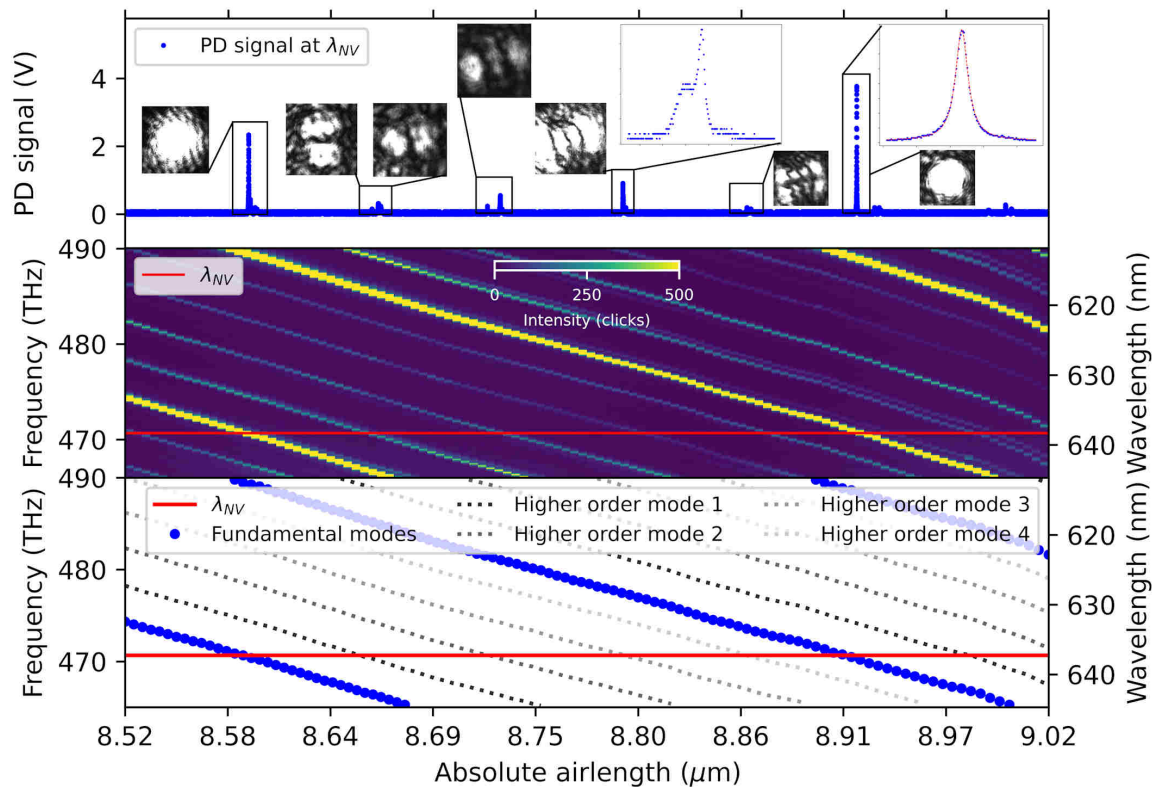 PD signal (V)
4
2
0
PD signal at λNV
Frequency (THz)
490
480
470
λNV
0 250 500
Intensity (clicks)
620
630
640
Wavelength (nm)
Frequency (THz)
490
480
470
λNV
Fundamental modes
Higher order mode 1
Higher order mode 2
Higher order mode 3
Higher order mode 4
620
630
640
Wavelength (nm)
8.52 8.58 8.64 8.69 8.75 8.80 8.86 8.91 8.97 9.02
Absolute airlength (μm)